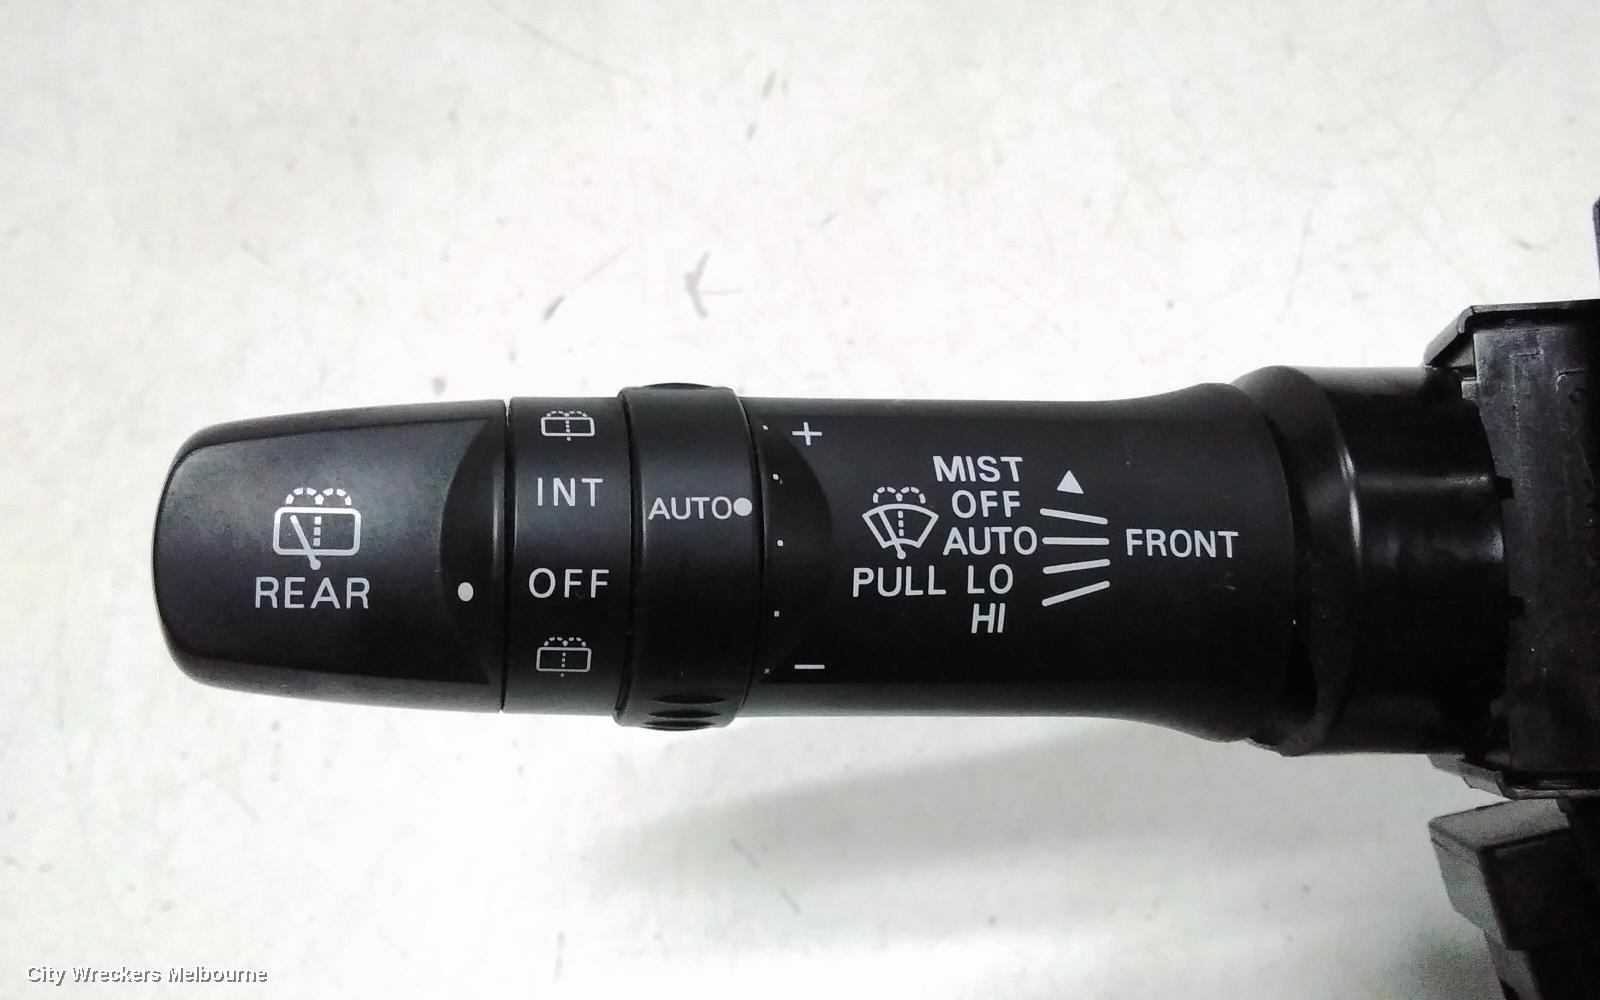 REAR
INT
OFF
AUTO
+
−
MIST
OFF
AUTO
PULL LO
HI
FRONT
City Wreckers Melbourne